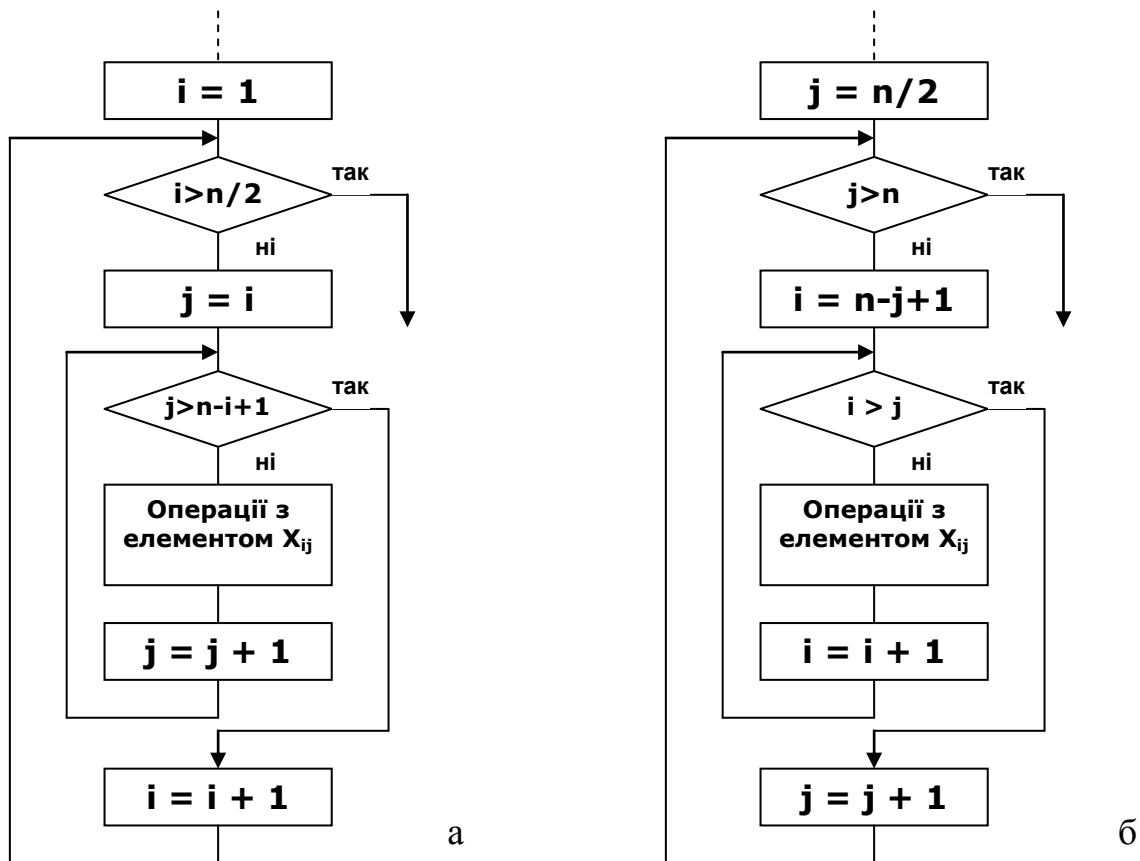 i = 1
i>n/2
так
ні
j = i
j>n-i+1
так
ні
Операції з
елементом Xij
j = j + 1
i = i + 1
а
j = n/2
j>n
так
ні
i = n-j+1
i > j
так
ні
Операції з
елементом Xij
i = i + 1
j = j + 1
б